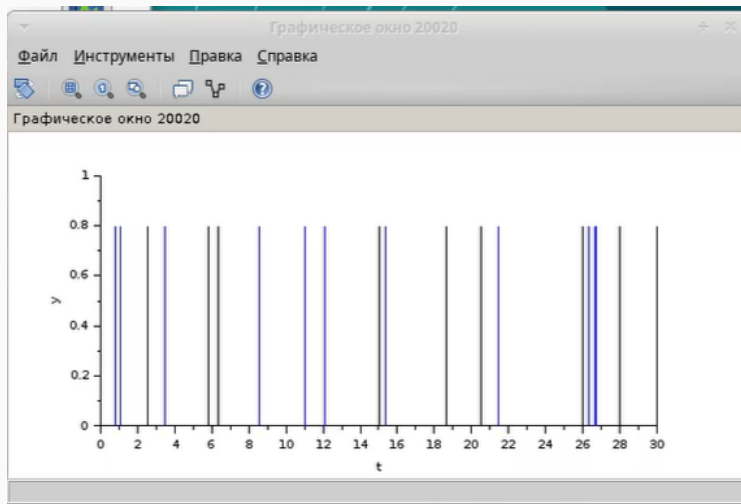 Графическое окно 20020
Файл Инструменты Правка Справка
Графическое окно 20020
1
0.8
0.6
0.4
0.2
0
y
0 2 4 6 8 10 12 14 16 18 20 22 24 26 28 30
t